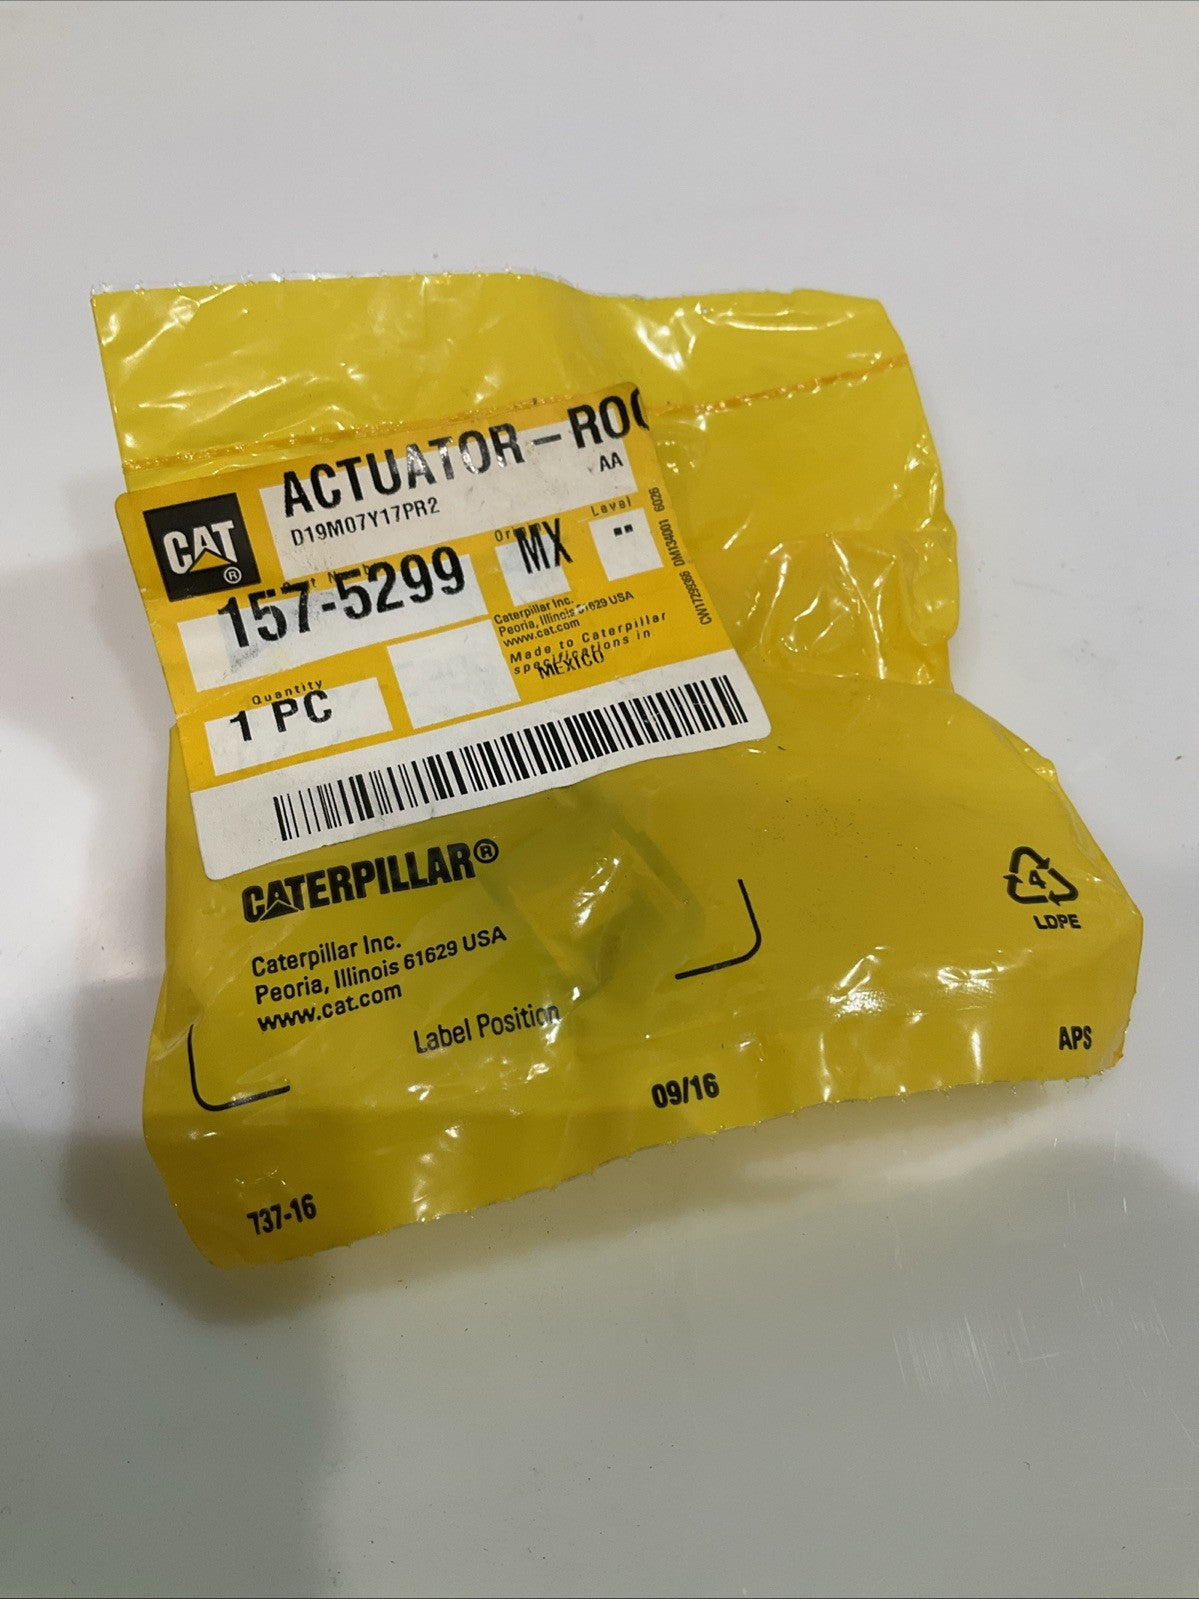 ACTUATOR-ROC
AA
D19M07Y17PR2
CAT®
157-5299
MX
Level
--
Caterpillar Inc.
Peoria, Illinois 61629 USA
www.cat.com
Made to Caterpillar
specifications in
MEXICO
Quantity
1 PC
CATERPILLAR®
Caterpillar Inc.
Peoria, Illinois 61629 USA
www.cat.com
Label Position
4
LDPE
APS
09/16
737-16